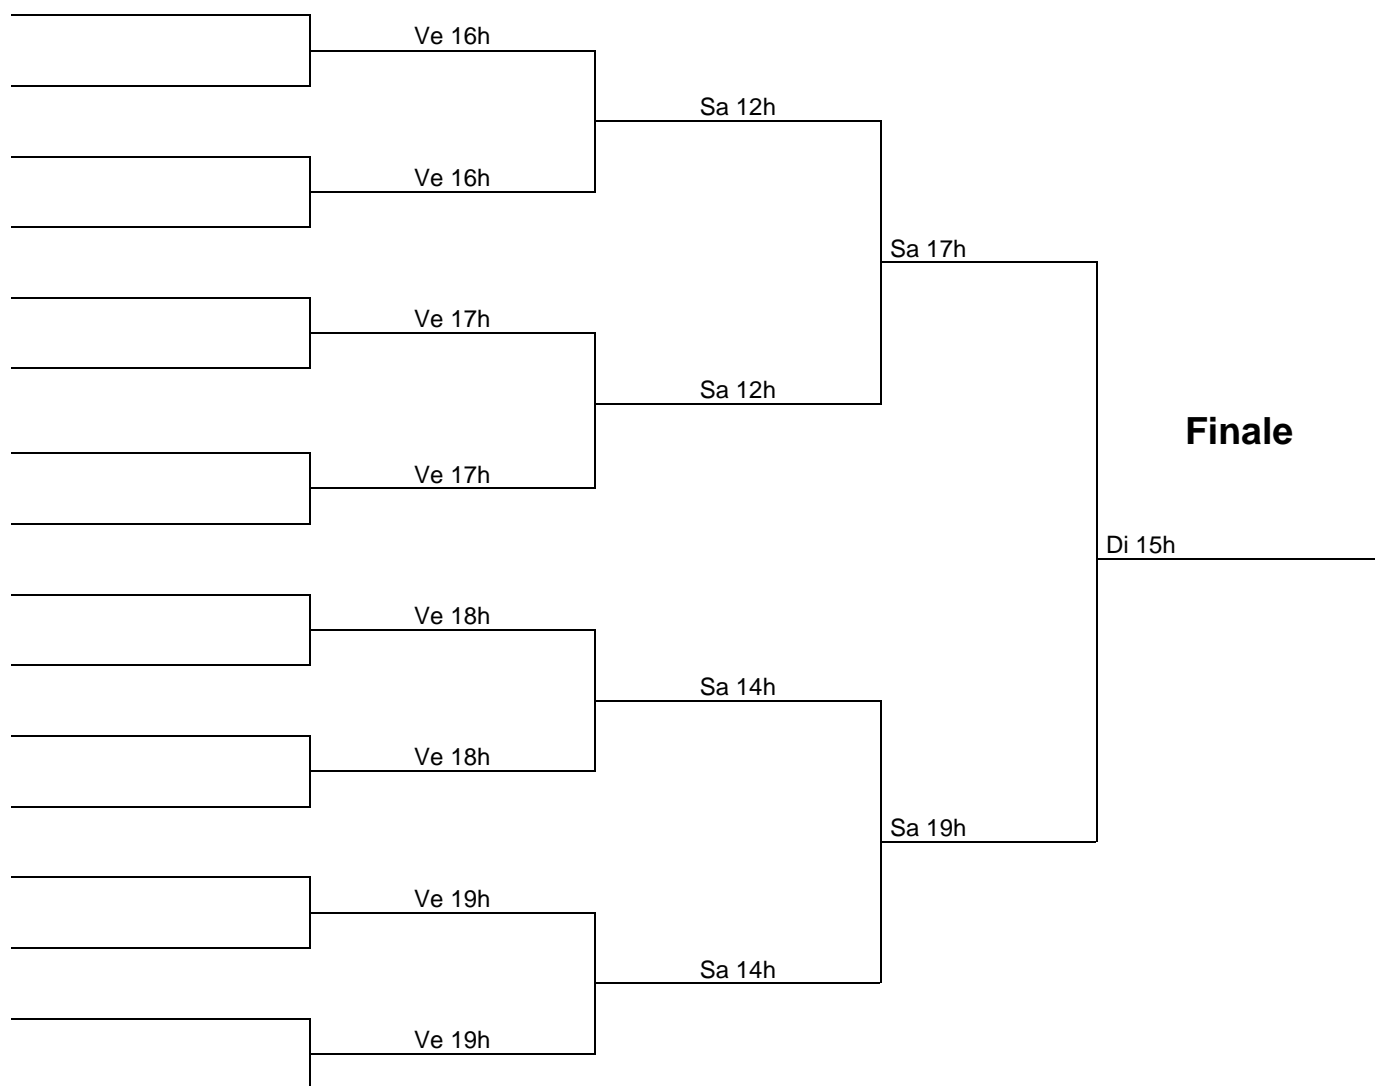 Ve 16h
Sa 12h
Ve 16h
Sa 17h
Ve 17h
Sa 12h
Finale
Ve 17h
Di 15h
Ve 18h
Sa 14h
Ve 18h
Sa 19h
Ve 19h
Sa 14h
Ve 19h